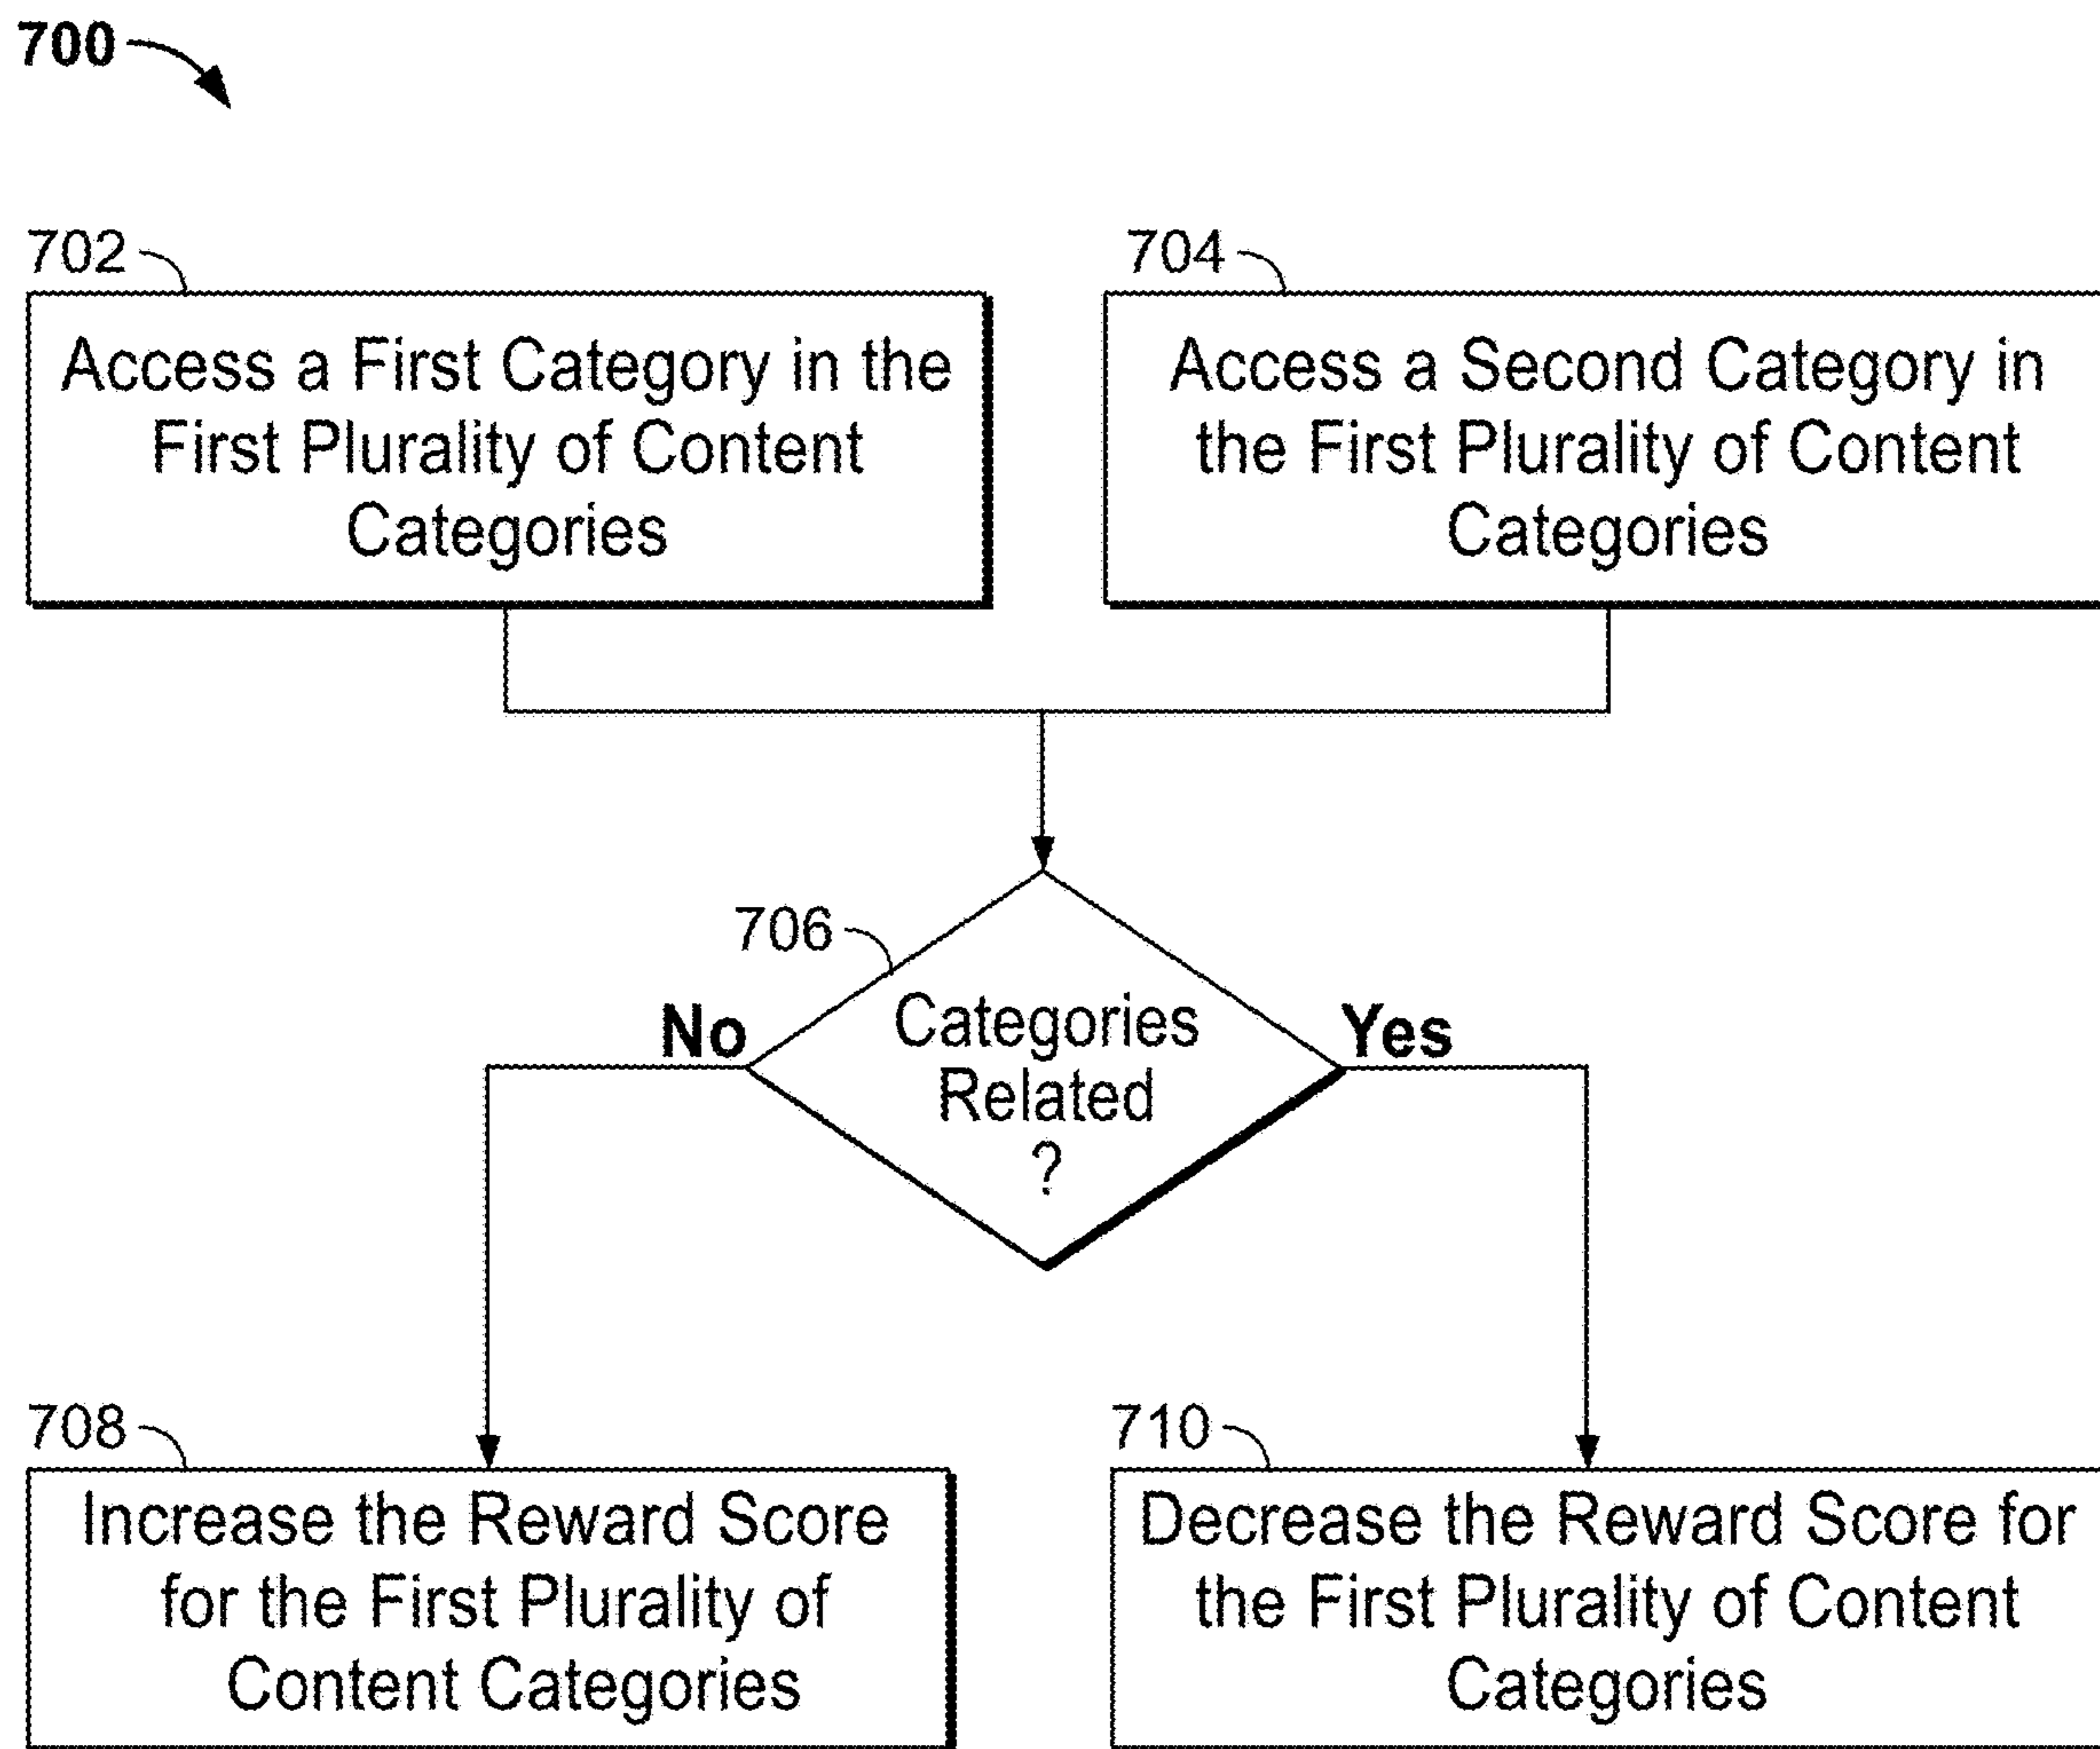 700
702
Access a First Category in the
First Plurality of Content
Categories
704
Access a Second Category in
the First Plurality of Content
Categories
706
Categories
Related
?
No
Yes
708
Increase the Reward Score
for the First Plurality of
Content Categories
710
Decrease the Reward Score for
the First Plurality of Content
Categories